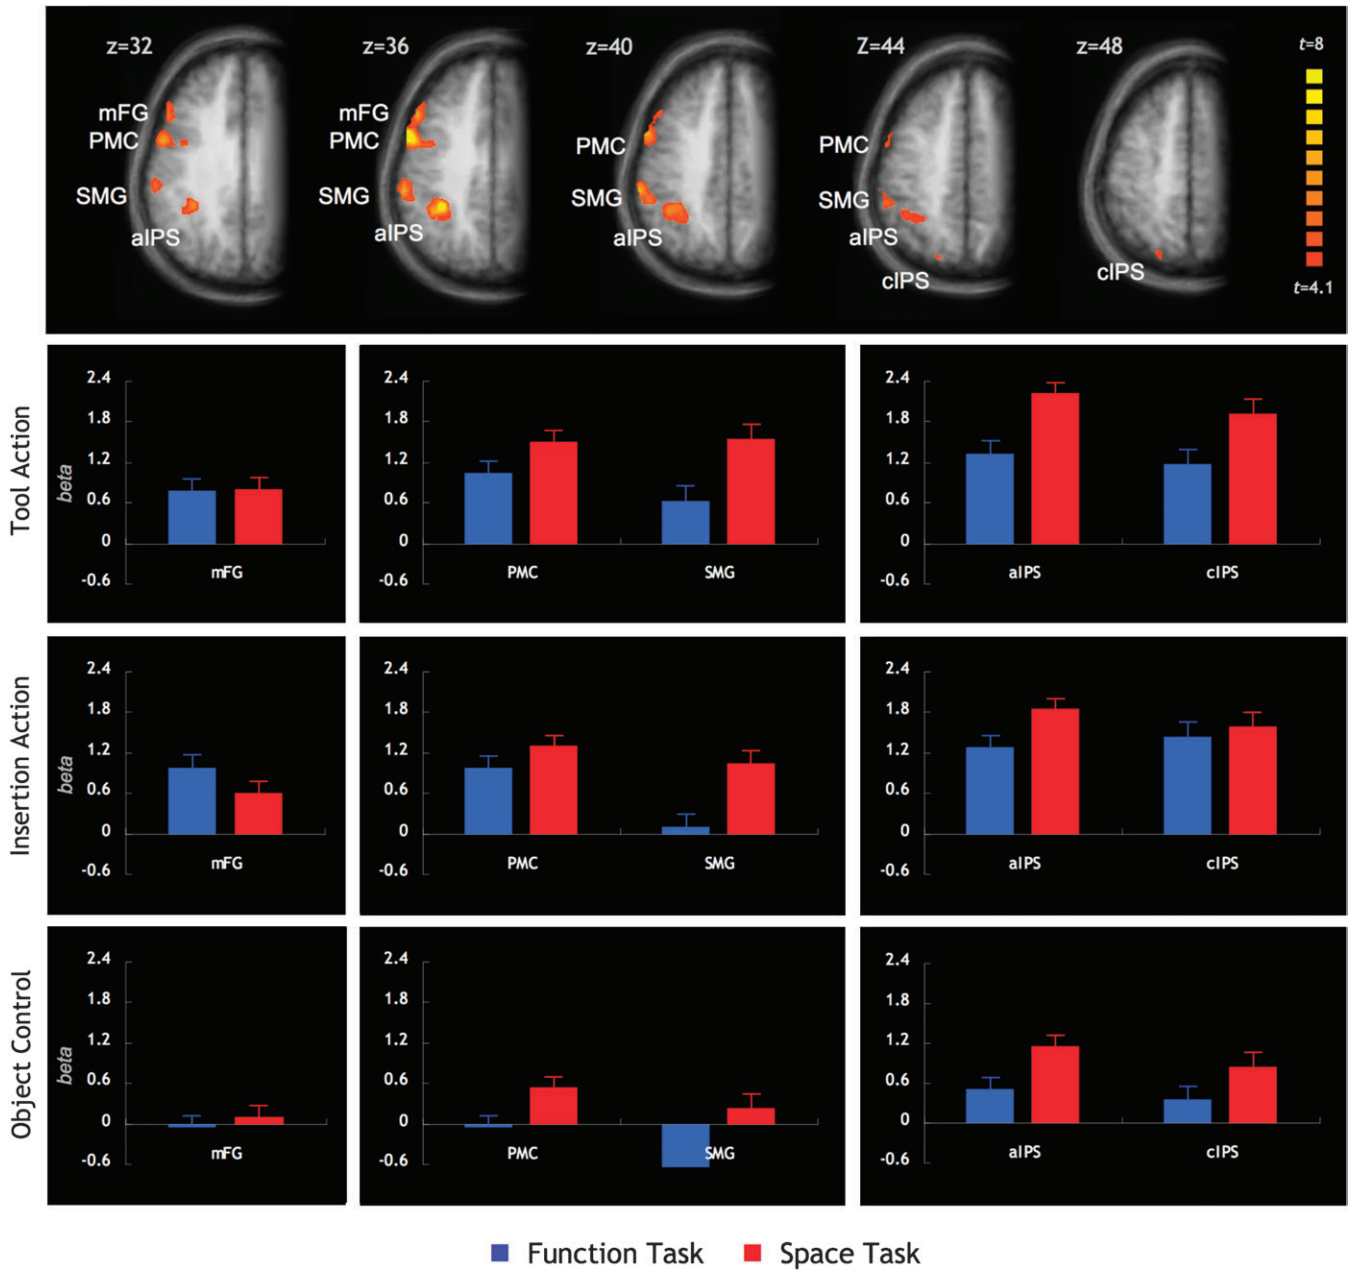 z=32 z=36 z=40 Z=44 z=48 t=8
mFG mFG
PMC PMC PMC PMC
SMG SMG SMG SMG
aIPS aIPS aIPS aIPS
cIPS cIPS
t=4.1
Tool Action
beta
2.4 2.4 2.4
1.8 1.8 1.8
1.2 1.2 1.2
0.6 0.6 0.6
0 0 0
mFG PMC SMG aIPS cIPS
-0.6 -0.6 -0.6
Insertion Action
beta
2.4 2.4 2.4
1.8 1.8 1.8
1.2 1.2 1.2
0.6 0.6 0.6
0 0 0
mFG PMC SMG aIPS cIPS
-0.6 -0.6 -0.6
Object Control
beta
2.4 2.4 2.4
1.8 1.8 1.8
1.2 1.2 1.2
0.6 0.6 0.6
0 0 0
mFG PMC SMG aIPS cIPS
-0.6 -0.6 -0.6
Function Task Space Task